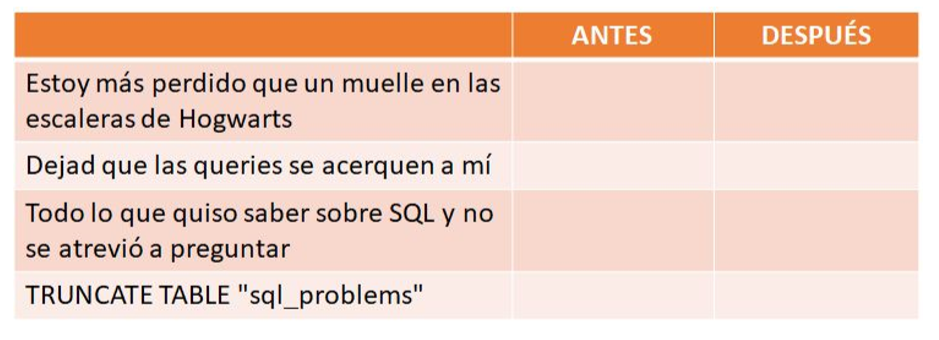 ANTES DESPUÉS
Estoy más perdido que un muelle en las
escaleras de Hogwarts
Dejad que las queries se acerquen a mí
Todo lo que quiso saber sobre SQL y no
se atrevió a preguntar
TRUNCATE TABLE "sql_problems"